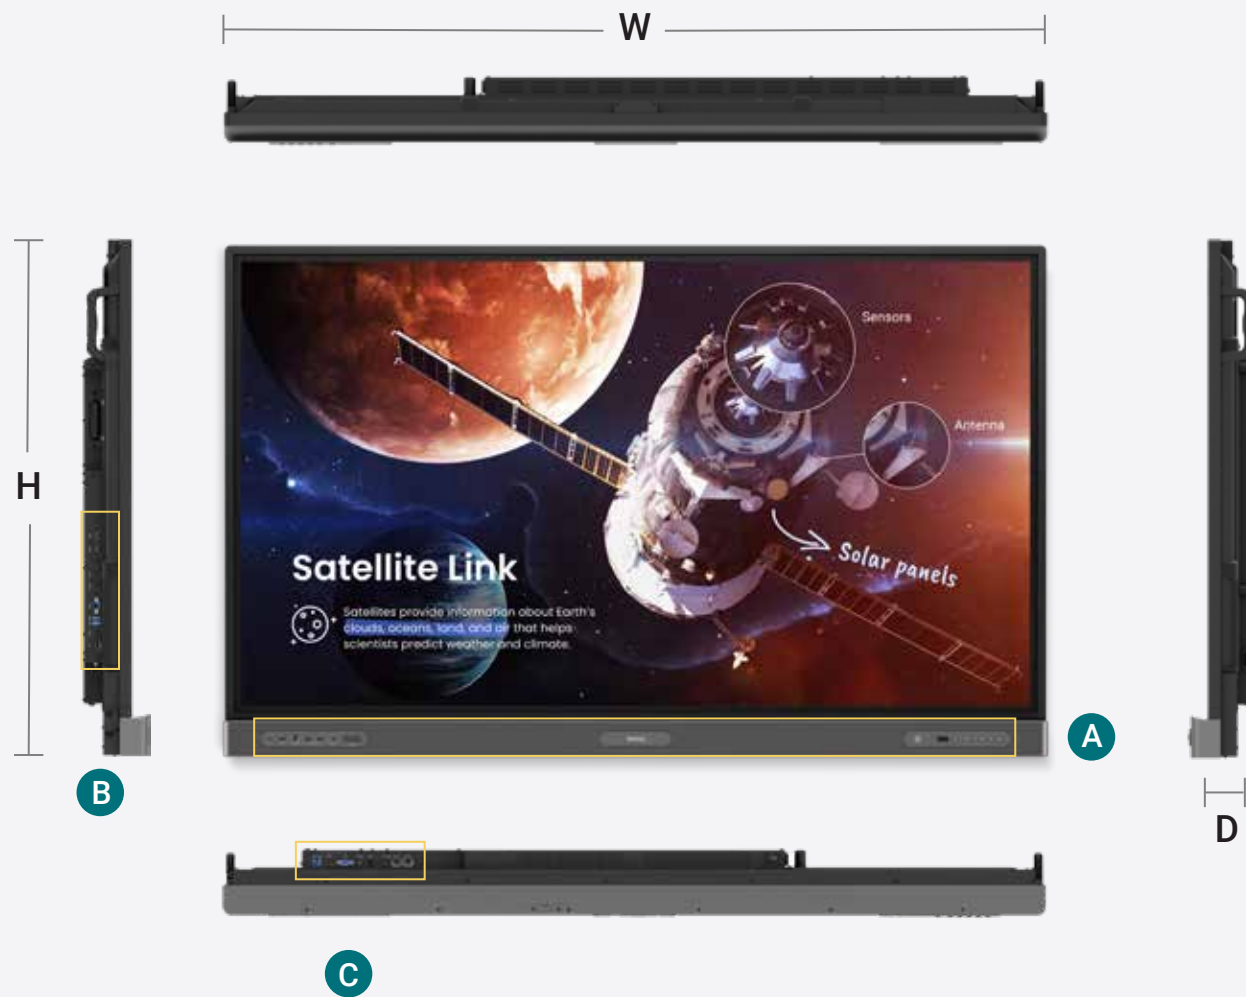 W
H
Sensors
Antenna
Solar panels
Satellite Link
Satellites provide information about Earth's
clouds, oceans, land, and air that helps
scientists predict weather and climate.
A
B
D
C